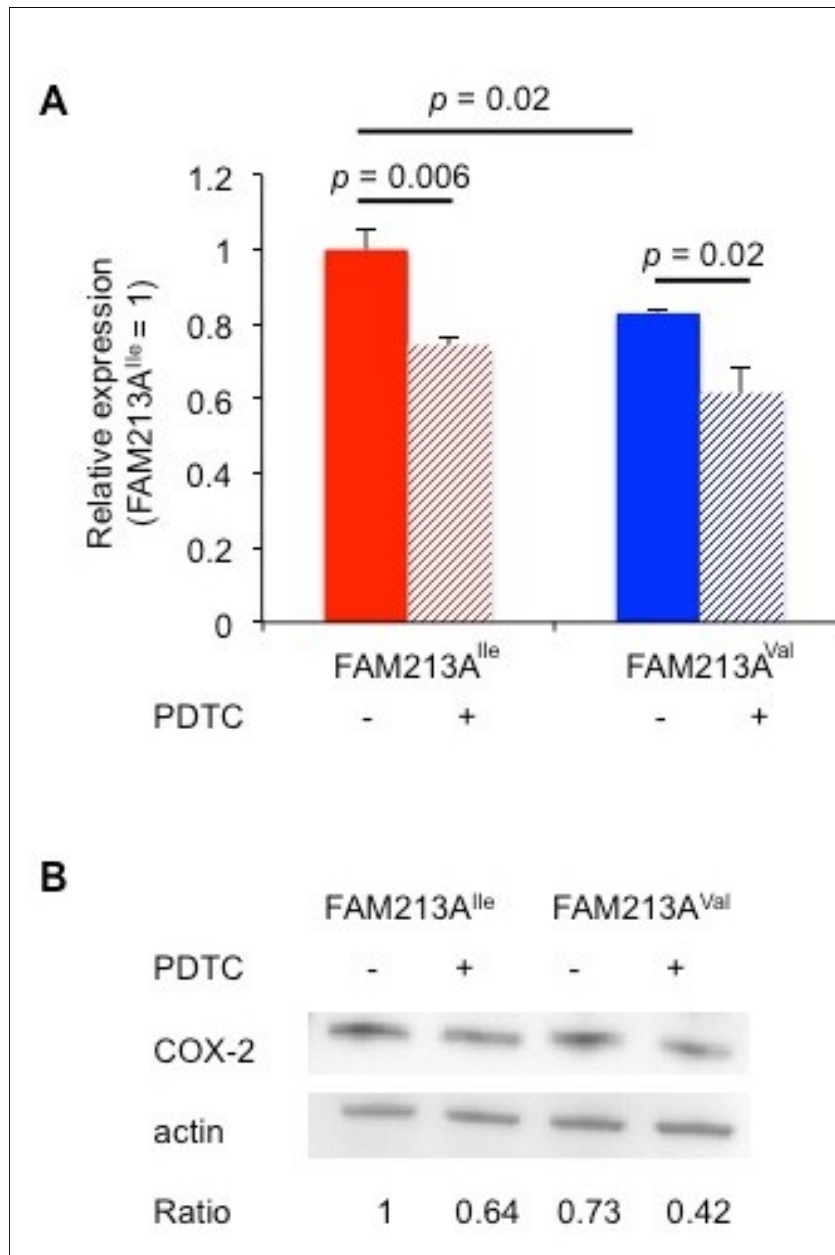 A
p = 0.02
p = 0.006
p = 0.02
1.2
1
0.8
0.6
0.4
0.2
0
Relative expression
(FAM213A^Ile = 1)
FAM213A^Ile FAM213A^Val
PDTC - + - +
B
FAM213A^Ile FAM213A^Val
PDTC - + - +
COX-2
actin
Ratio 1 0.64 0.73 0.42